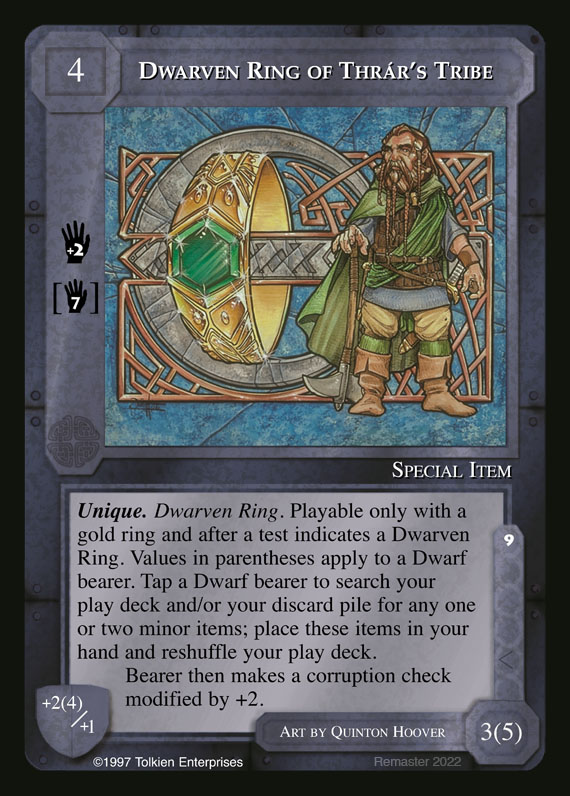 4
DWARVEN RING OF THRÁR'S TRIBE
+2
[7]
SPECIAL ITEM
Unique. Dwarven Ring. Playable only with a
gold ring and after a test indicates a Dwarven
Ring. Values in parentheses apply to a Dwarf
bearer. Tap a Dwarf bearer to search your
play deck and/or your discard pile for any one
or two minor items; place these items in your
hand and reshuffle your play deck.
Bearer then makes a corruption check
modified by +2.
9
+2(4)/+1
ART BY QUINTON HOOVER
3(5)
©1997 Tolkien Enterprises
Remaster 2022